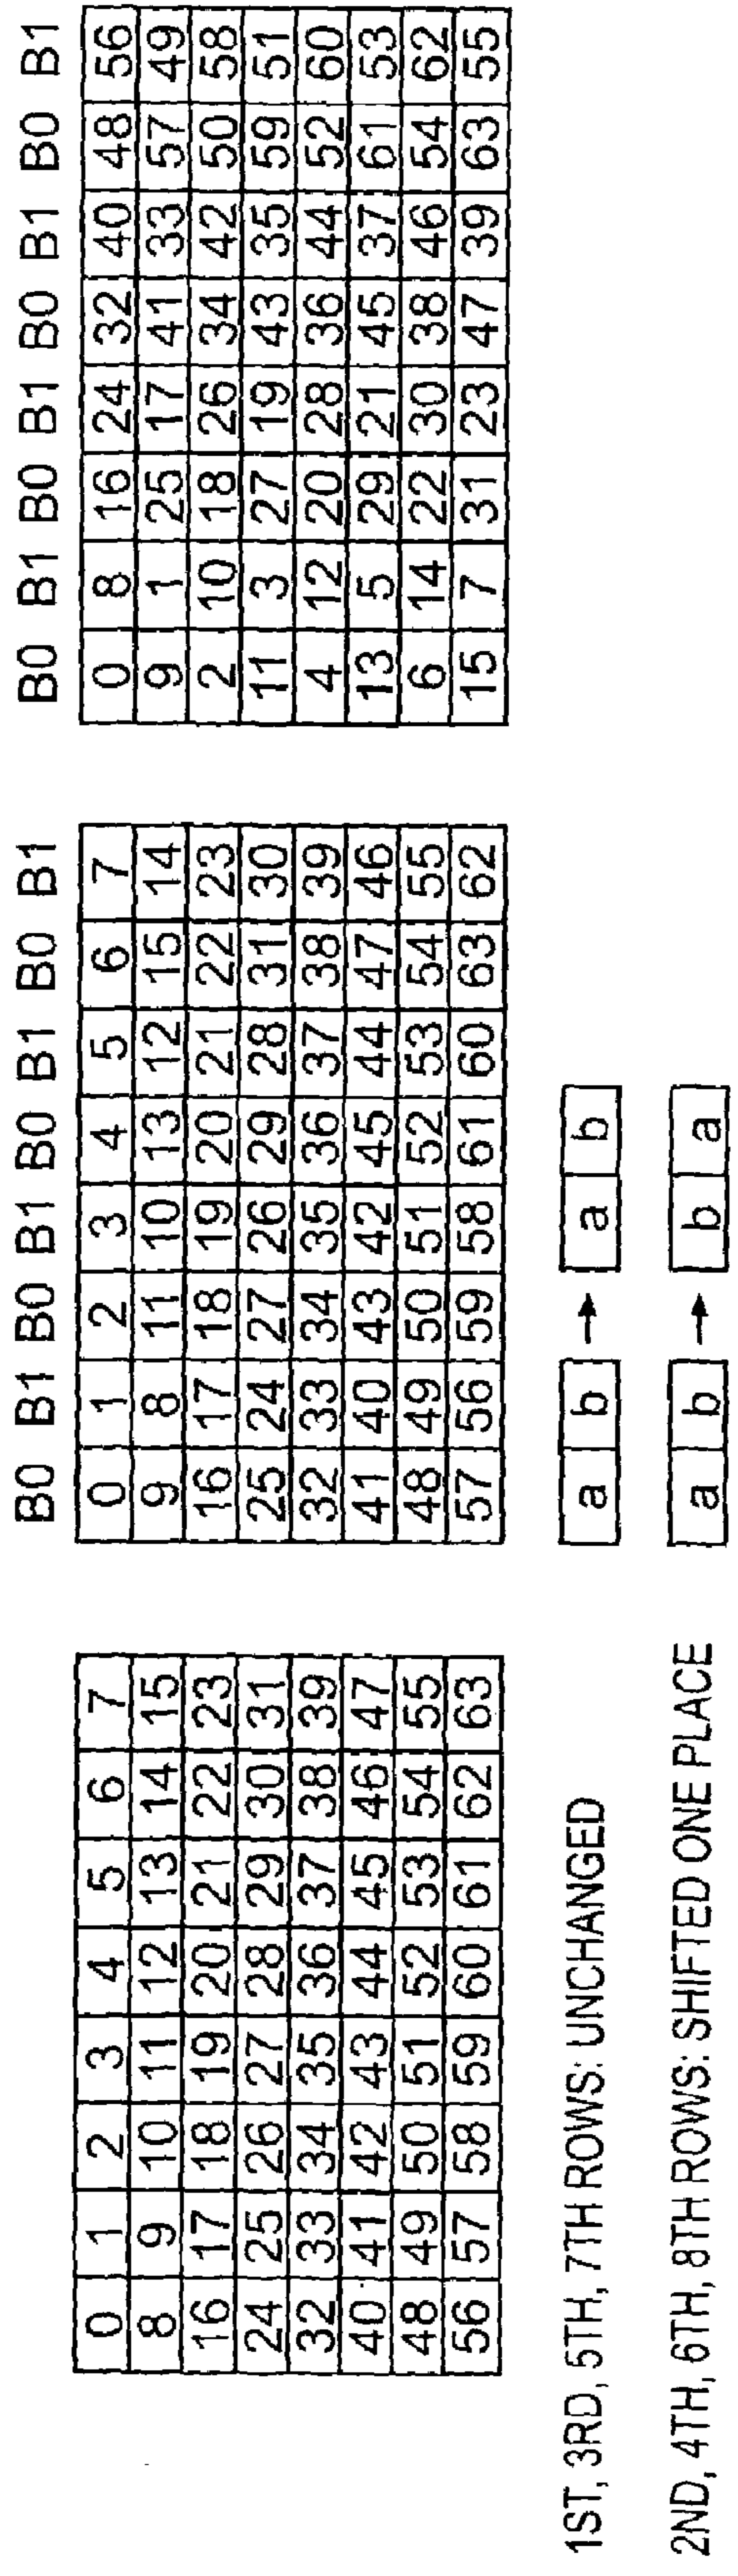 0 1 2 3 4 5 6 7
8 9 10 11 12 13 14 15
16 17 18 19 20 21 22 23
24 25 26 27 28 29 30 31
32 33 34 35 36 37 38 39
40 41 42 43 44 45 46 47
48 49 50 51 52 53 54 55
56 57 58 59 60 61 62 63
B0 B1 B0 B1 B0 B1 B0 B1
0 1 2 3 4 5 6 7
9 8 11 10 13 12 15 14
16 17 18 19 20 21 22 23
25 24 27 26 29 28 31 30
32 33 34 35 36 37 38 39
41 40 43 42 45 44 47 46
48 49 50 51 52 53 54 55
57 56 59 58 61 60 63 62
B0 B1 B0 B1 B0 B1 B0 B1
0 8 16 24 32 40 48 56
9 1 25 17 41 33 57 49
2 10 18 26 34 42 50 58
11 3 27 19 43 35 59 51
4 12 20 28 36 44 52 60
13 5 29 21 45 37 61 53
6 14 22 30 38 46 54 62
15 7 31 23 47 39 63 55
1ST, 3RD, 5TH, 7TH ROWS: UNCHANGED a b → a b
2ND, 4TH, 6TH, 8TH ROWS: SHIFTED ONE PLACE a b → b a